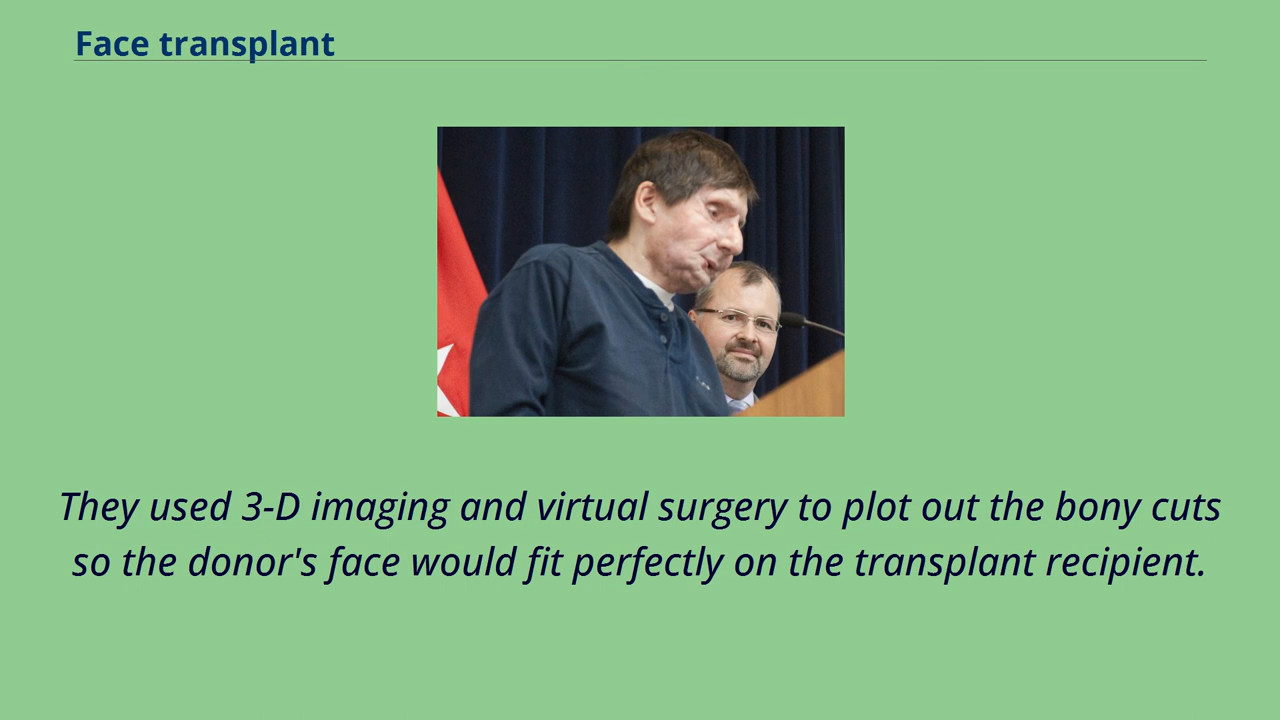 Face transplant
They used 3-D imaging and virtual surgery to plot out the bony cuts
so the donor's face would fit perfectly on the transplant recipient.